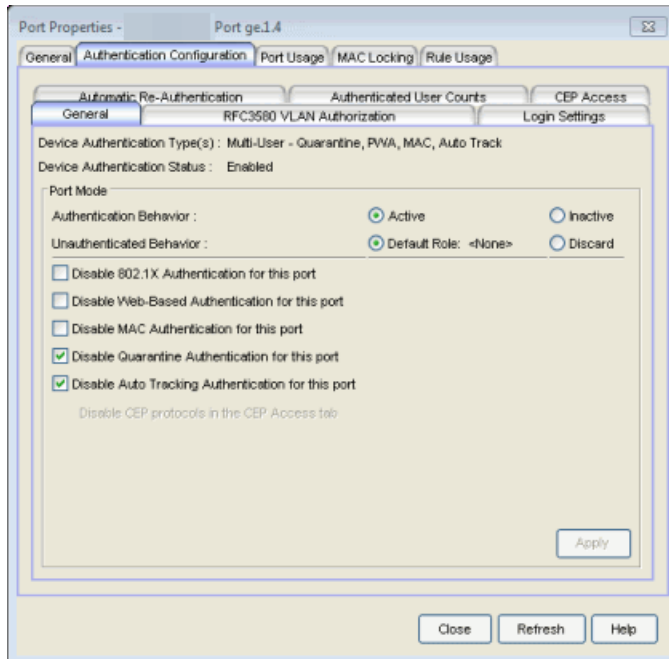 Port Properties - Port ge.1.4
General Authentication Configuration Port Usage MAC Locking Rule Usage
Automatic Re-Authentication Authenticated User Counts CEP Access
General RFC3580 VLAN Authorization Login Settings
Device Authentication Type(s) : Multi-User - Quarantine, PWA, MAC, Auto Track
Device Authentication Status : Enabled
Port Mode
Authentication Behavior : Active Inactive
Unauthenticated Behavior : Default Role: <None> Discard
Disable 802.1X Authentication for this port
Disable Web-Based Authentication for this port
Disable MAC Authentication for this port
Disable Quarantine Authentication for this port
Disable Auto Tracking Authentication for this port
Disable CEP protocols in the CEP Access tab
Apply
Close Refresh Help